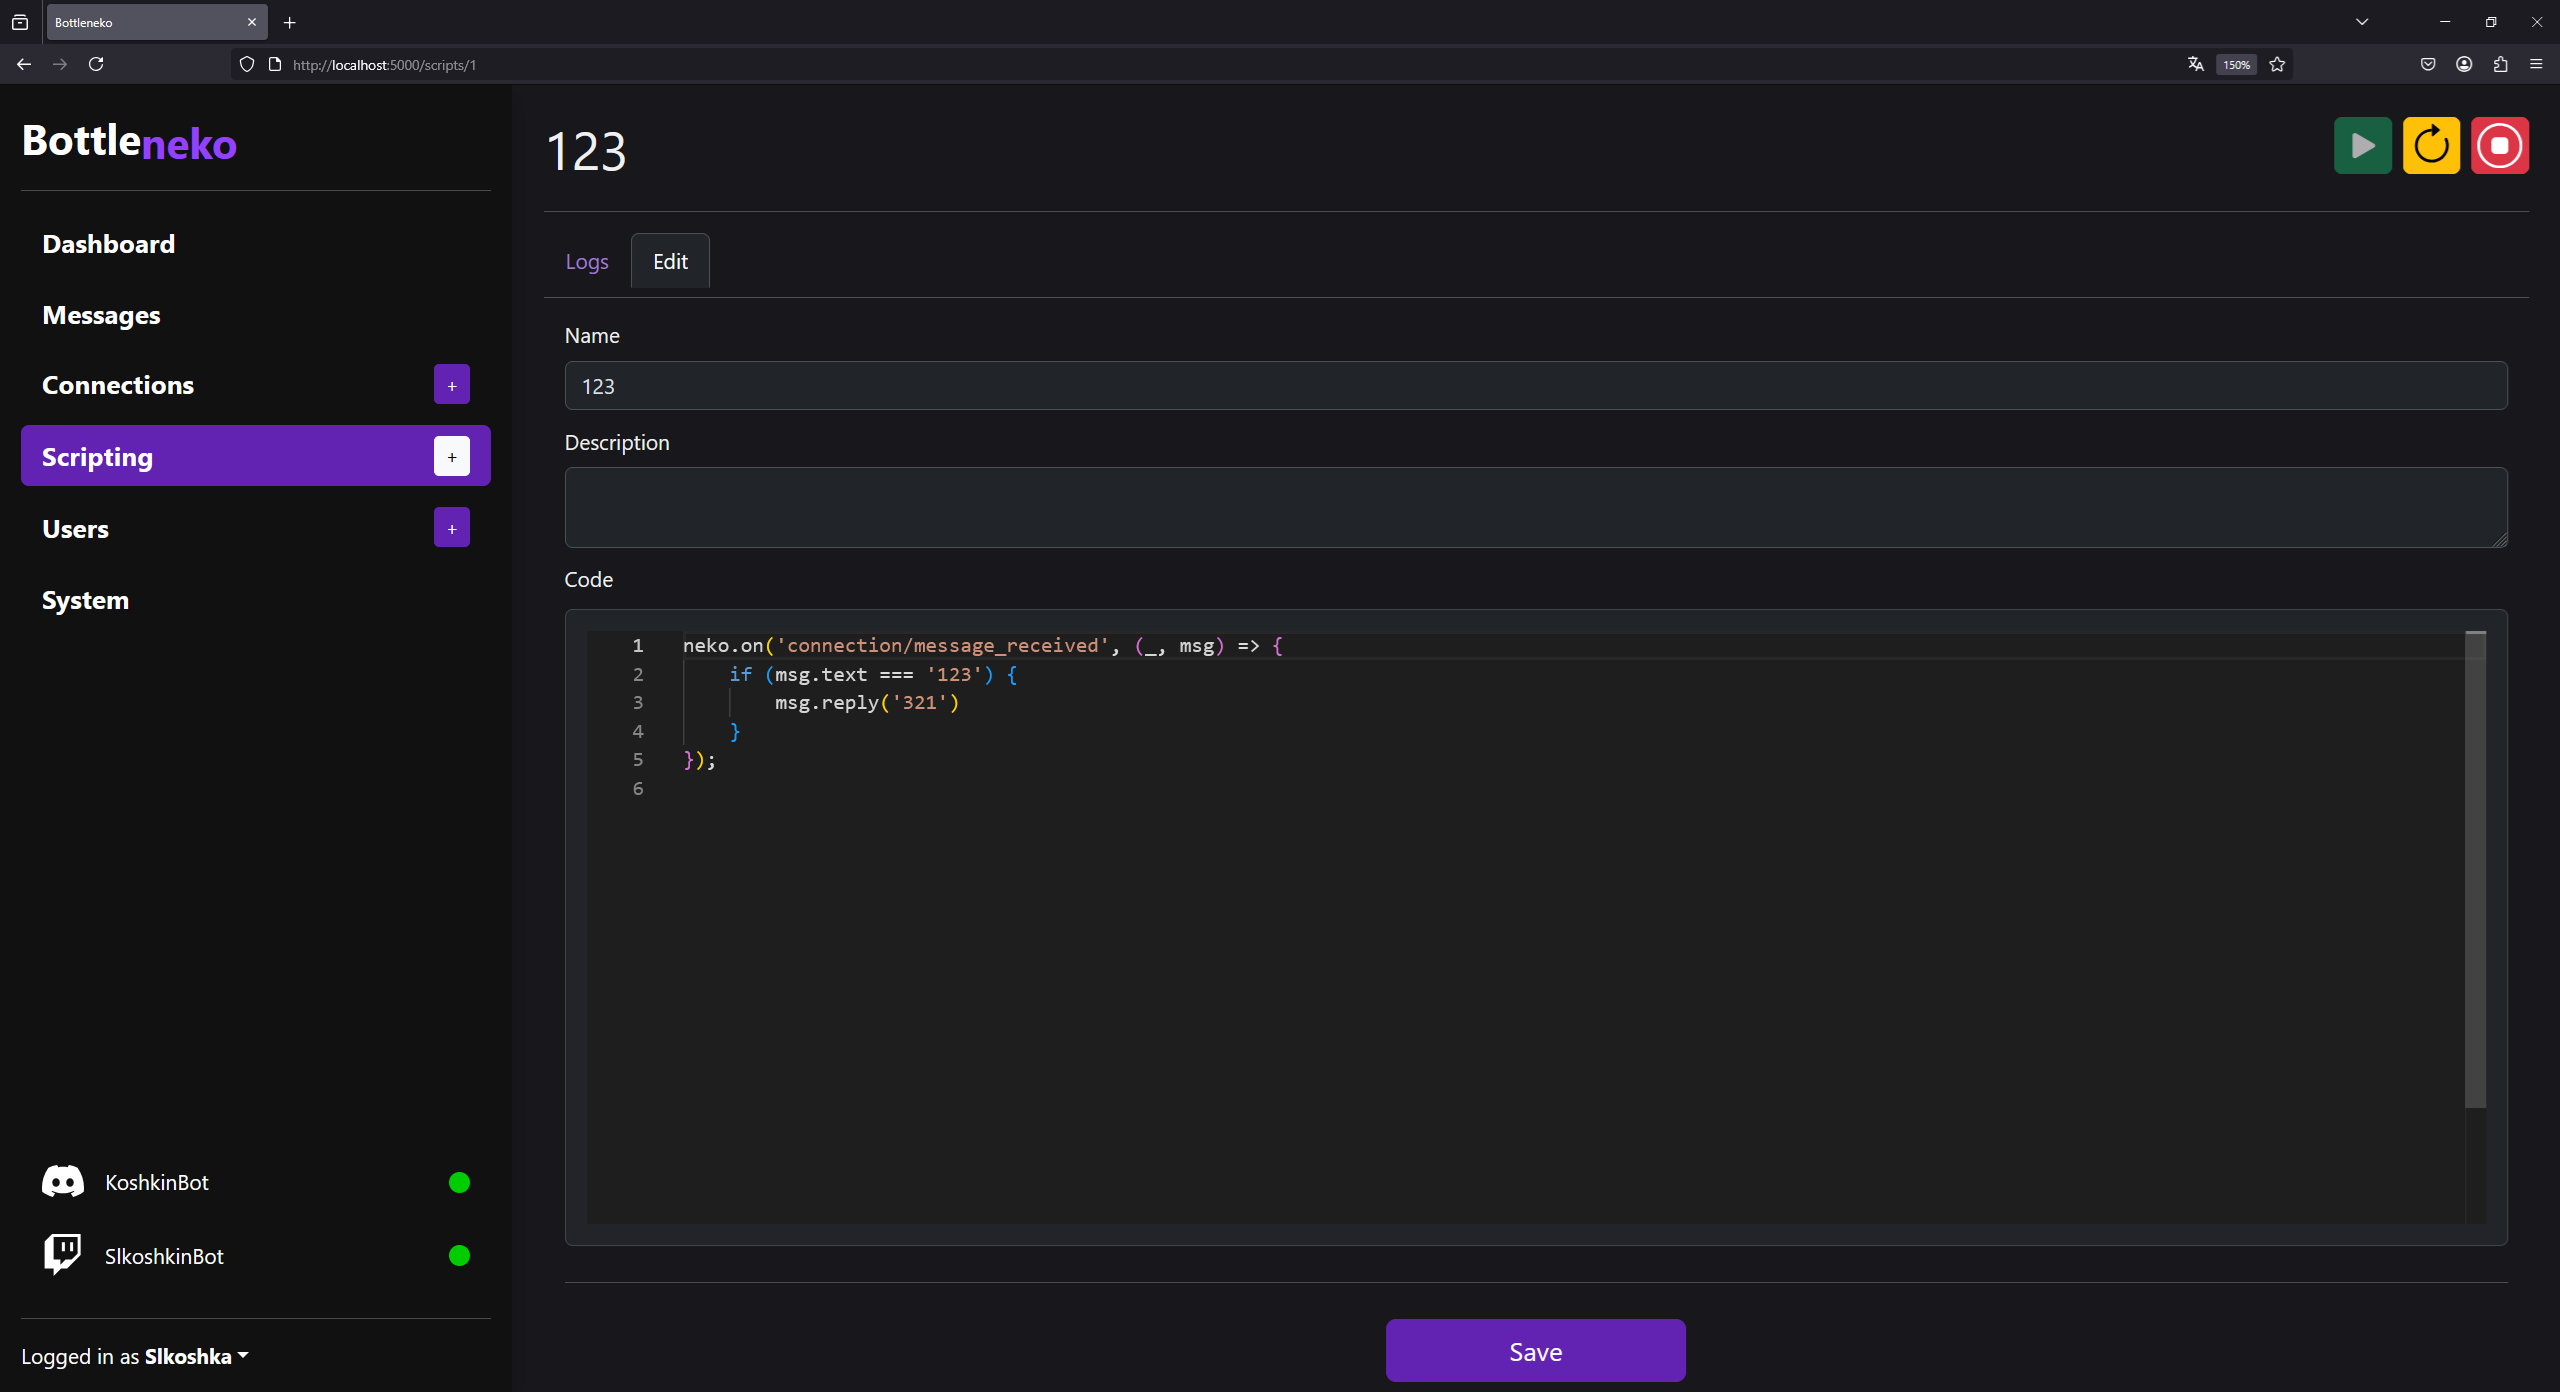 Bottleneko
http://localhost:5000/scripts/1
150%
Bottleneko
Dashboard
Messages
Connections +
Scripting +
Users +
System
KoshkinBot
SlkoshkinBot
Logged in as Slkoshka
123
Logs Edit
Name
123
Description
Code
1 neko.on('connection/message_received', (_, msg) => {
2 if (msg.text === '123') {
3 msg.reply('321')
4 }
5 });
6
Save